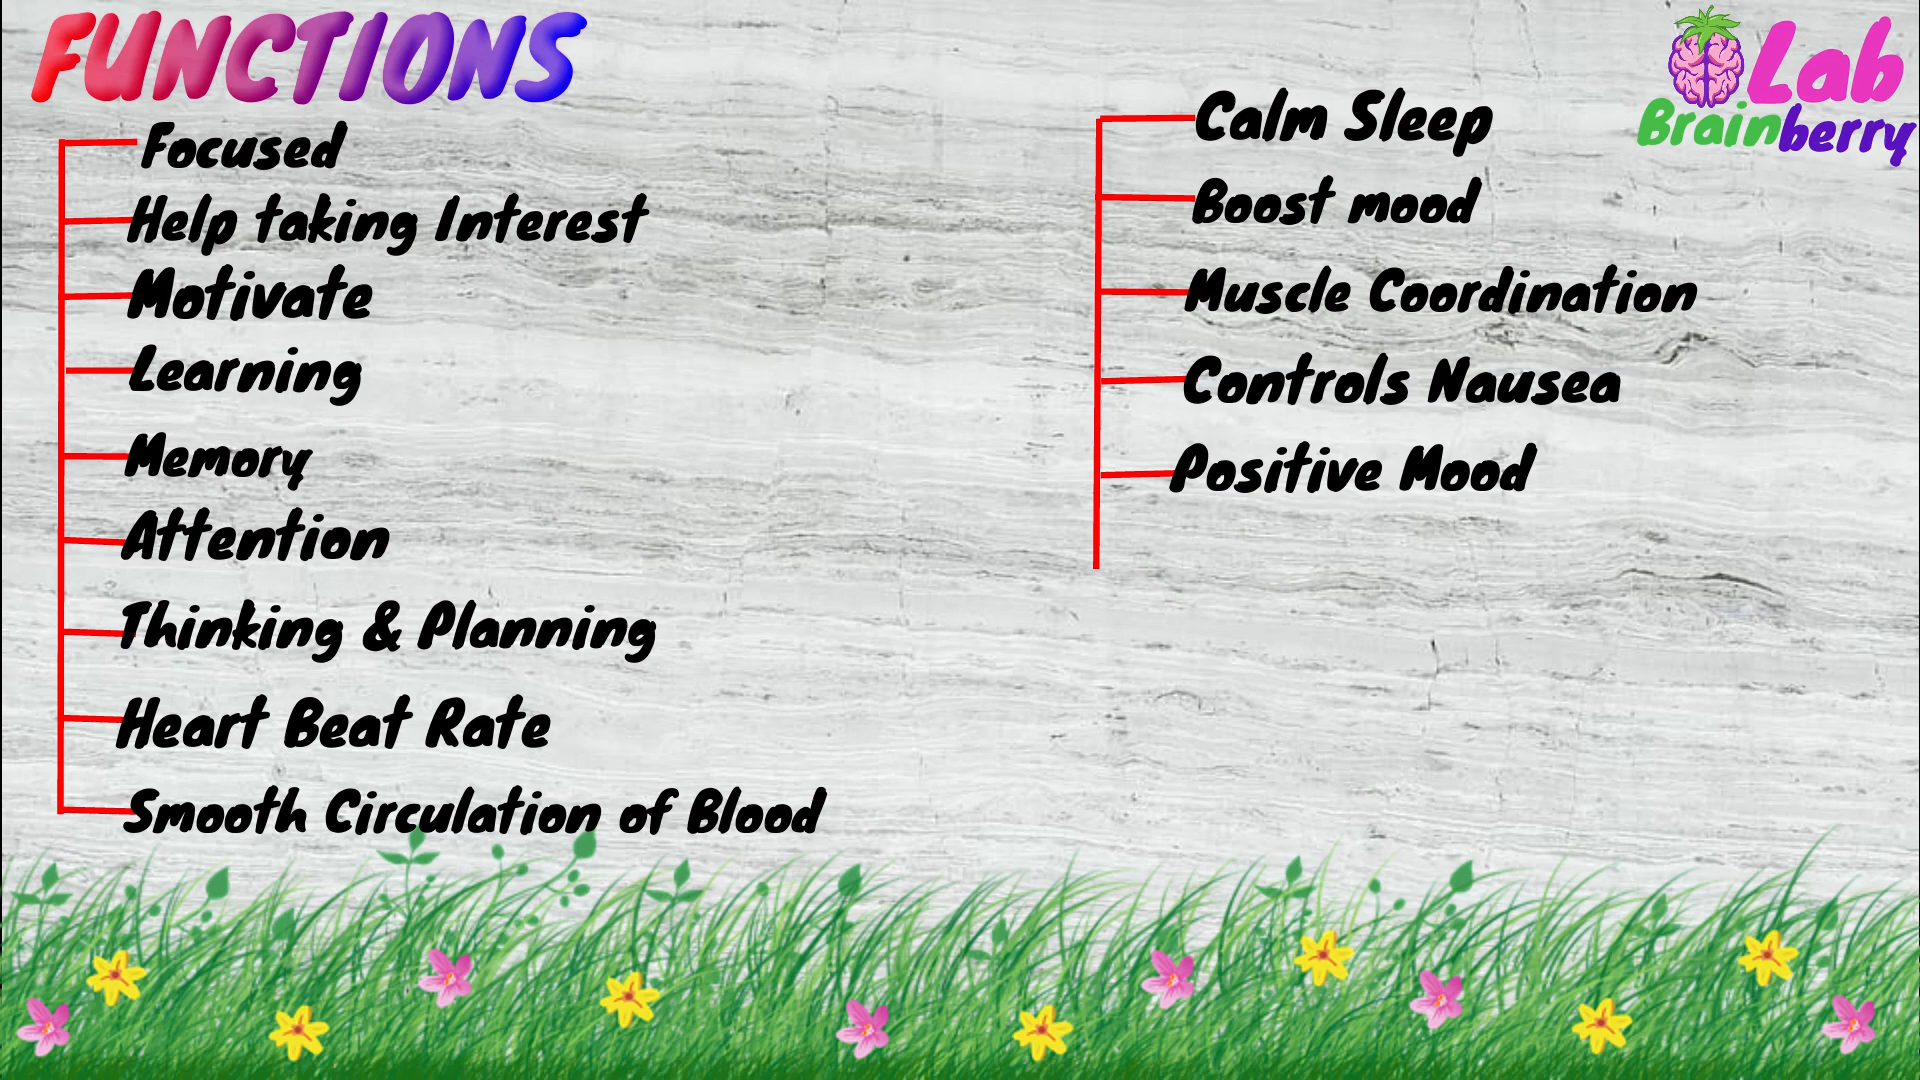 FUNCTIONS
Focused
Help taking Interest
Motivate
Learning
Memory
Attention
Thinking & Planning
Heart Beat Rate
Smooth Circulation of Blood
Calm Sleep
Boost mood
Muscle Coordination
Controls Nausea
Positive Mood
Lab
Brainberry